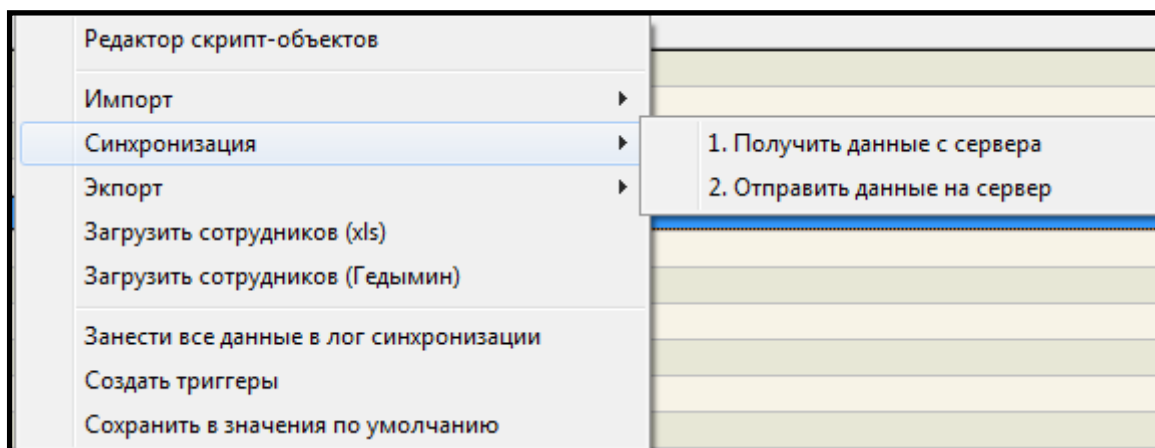 Редактор скрипт-объектов
Импорт
Синхронизация
1. Получить данные с сервера
2. Отправить данные на сервер
Экпорт
Загрузить сотрудников (xls)
Загрузить сотрудников (Гедымин)
Занести все данные в лог синхронизации
Создать триггеры
Сохранить в значения по умолчанию